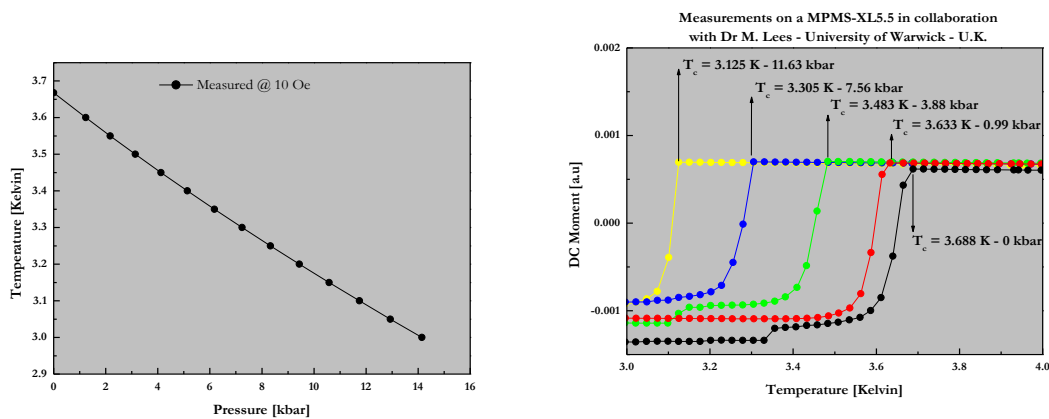 Measured @ 10 Oe
3.7
3.6
3.5
3.4
3.3
3.2
3.1
3.0
2.9
0 2 4 6 8 10 12 14 16
Temperature [Kelvin]
Pressure [kbar]
Measurements on a MPMS-XL5.5 in collaboration
with Dr M. Lees - University of Warwick - U.K.
0.002
0.001
0.000
-0.001
T_c = 3.125 K - 11.63 kbar
T_c = 3.305 K - 7.56 kbar
T_c = 3.483 K - 3.88 kbar
T_c = 3.633 K - 0.99 kbar
T_c = 3.688 K - 0 kbar
3.0 3.2 3.4 3.6 3.8 4.0
DC Moment [a.u]
Temperature [Kelvin]